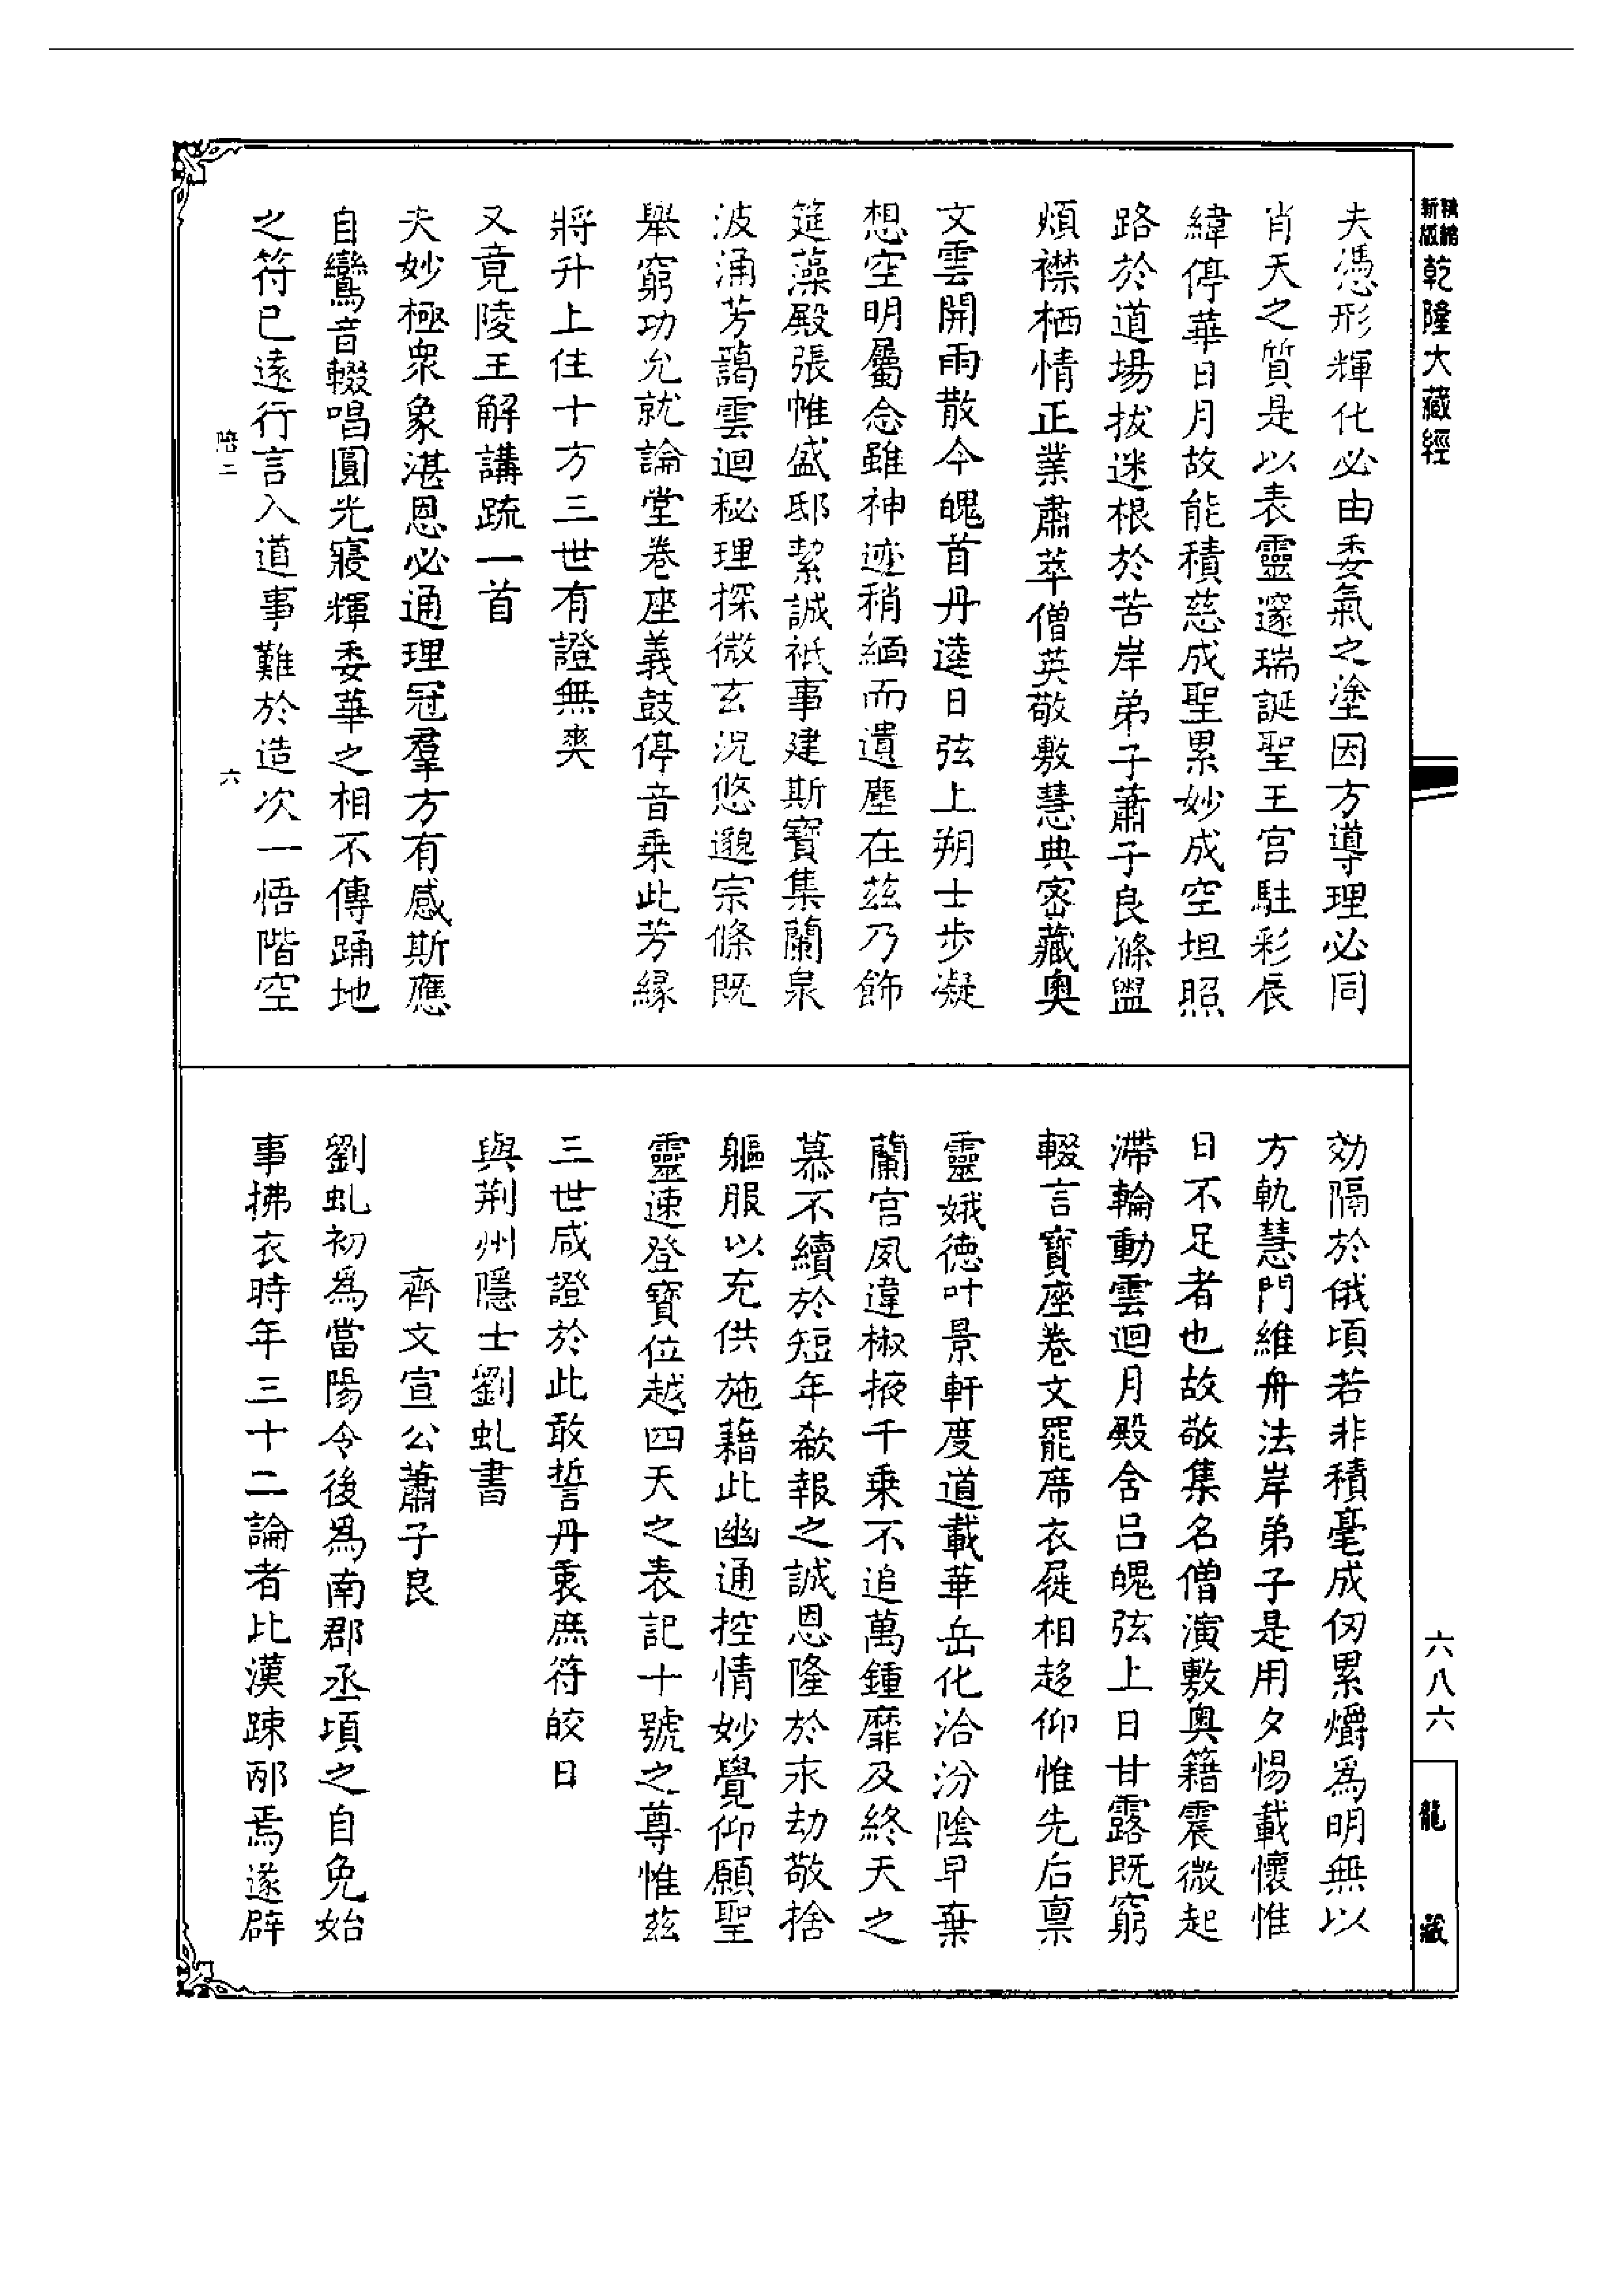 精縮新版乾隆大藏經
夫憑形輝化必由委氣之塗因方導理必同
肖天之質是以表靈邃瑞誕聖王宮駐彩辰
緯停華日月故能積慈成聖累妙成空坦照
路於道場拔迷根於苦岸弟子蕭子良滌盥
煩襟栖情正業肅萃僧英敬敷慧典密藏奧
文雲開雨散今魄首丹逵日弦上朔士步凝
想空明屬念雖神迹稍緬而遺塵在茲乃飾
筵藻殿張帷盛邸絜誠祇事建斯寶集蘭泉
波涌芳藹雲迴秘理探微玄況悠邈宗條既
舉窮功允就論堂卷座義鼓停音乗此芳縁
將升上住十方三世有證無爽
又竟陵王解講䟽一首
夫妙極衆象湛恩必通理冠羣方有感斯應
自鸞音輟唱圓光寢輝委華之相不傳踊地
之符已遠行言入道事難於造次一悟階空
陪二
六
効隔於俄頃若非積毫成仞累爝爲明無以
方軌慧門維舟法岸弟子是用夕惕載懷惟
日不足者也故敬集名僧演敷奧籍震微起
滯輪動雲迴月殿含吕魄弦上日甘露既窮
輟言寶座卷文罷席衣屣相趍仰惟先后禀
靈娥徳叶景軒度道載華岳化洽汾陰早棄
蘭宮夙違椒掖千乗不追萬鍾靡及終天之
慕不續於短年欷報之誠恩隆於永劫敬捨
軀服以充供施藉此幽通控情妙覺仰願聖
靈速登寳位越四天之表記十號之尊惟茲
三世咸證於此敢誓丹衷庶符皎日
與荆州隱士劉虬書
齊文宣公蕭子良
劉虬初爲當陽令後爲南郡丞頃之自免始
事拂衣時年三十二論者比漢踈邴焉遂辟
六八六
龍藏